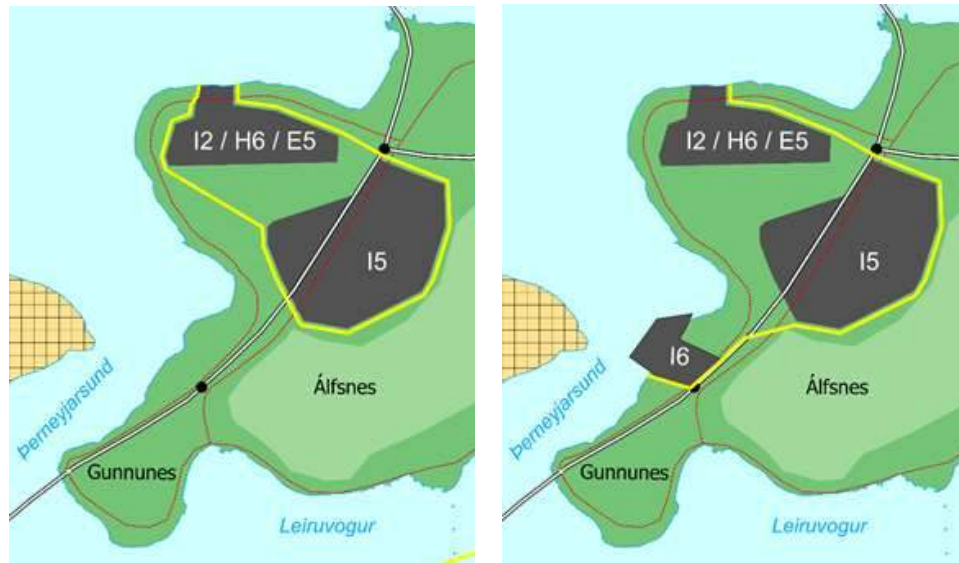 I2 / H6 / E5
I5
Álfsnes
Þerneyjarsund
Gunnunes
Leiruvogur
I2 / H6 / E5
I5
I6
Álfsnes
Þerneyjarsund
Gunnunes
Leiruvogur